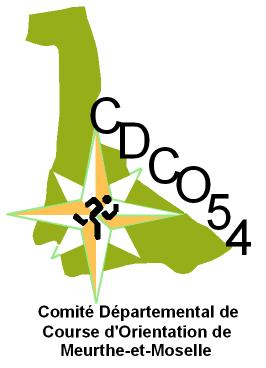 CDCO54
Comité Départemental de
Course d'Orientation de
Meurthe-et-Moselle